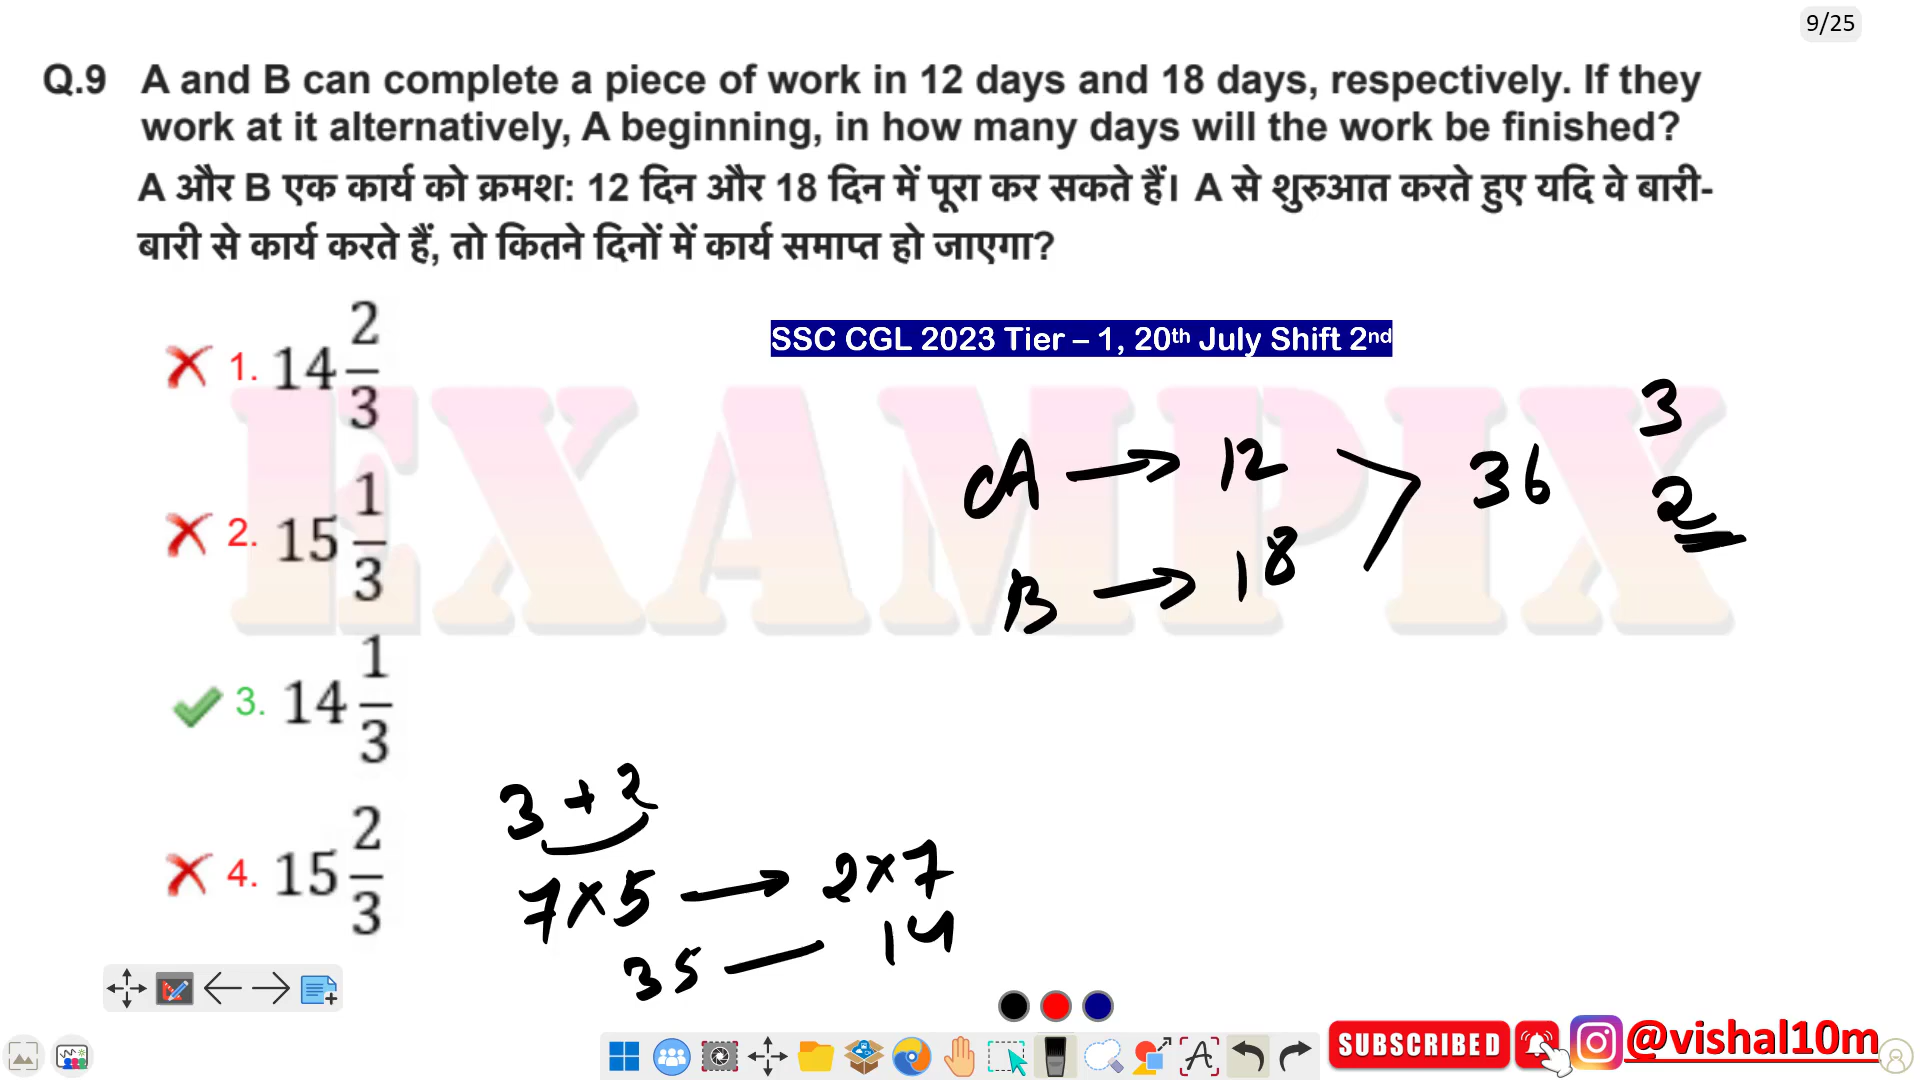 9/25
Q.9 A and B can complete a piece of work in 12 days and 18 days, respectively. If they
work at it alternatively, A beginning, in how many days will the work be finished?
A और B एक कार्य को क्रमश: 12 दिन और 18 दिन में पूरा कर सकते हैं। A से शुरुआत करते हुए यदि वे बारी-
बारी से कार्य करते हैं, तो कितने दिनों में कार्य समाप्त हो जाएगा?
SSC CGL 2023 Tier – 1, 20th July Shift 2nd
1. 14 2/3
2. 15 1/3
3. 14 1/3
4. 15 2/3
EXAMPIX
A → 12
B → 18
36
3
2
3 + 2
7 × 5 → 2 × 7
35 — 14
SUBSCRIBED
@vishal10m